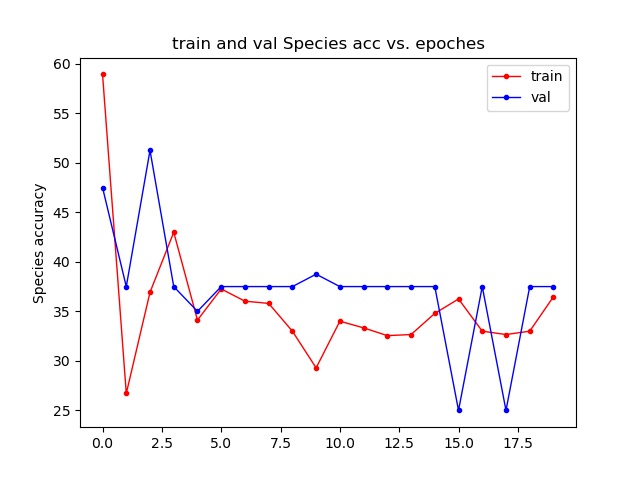 train and val Species acc vs. epoches
train
val
Species accuracy
60
55
50
45
40
35
30
25
0.0 2.5 5.0 7.5 10.0 12.5 15.0 17.5